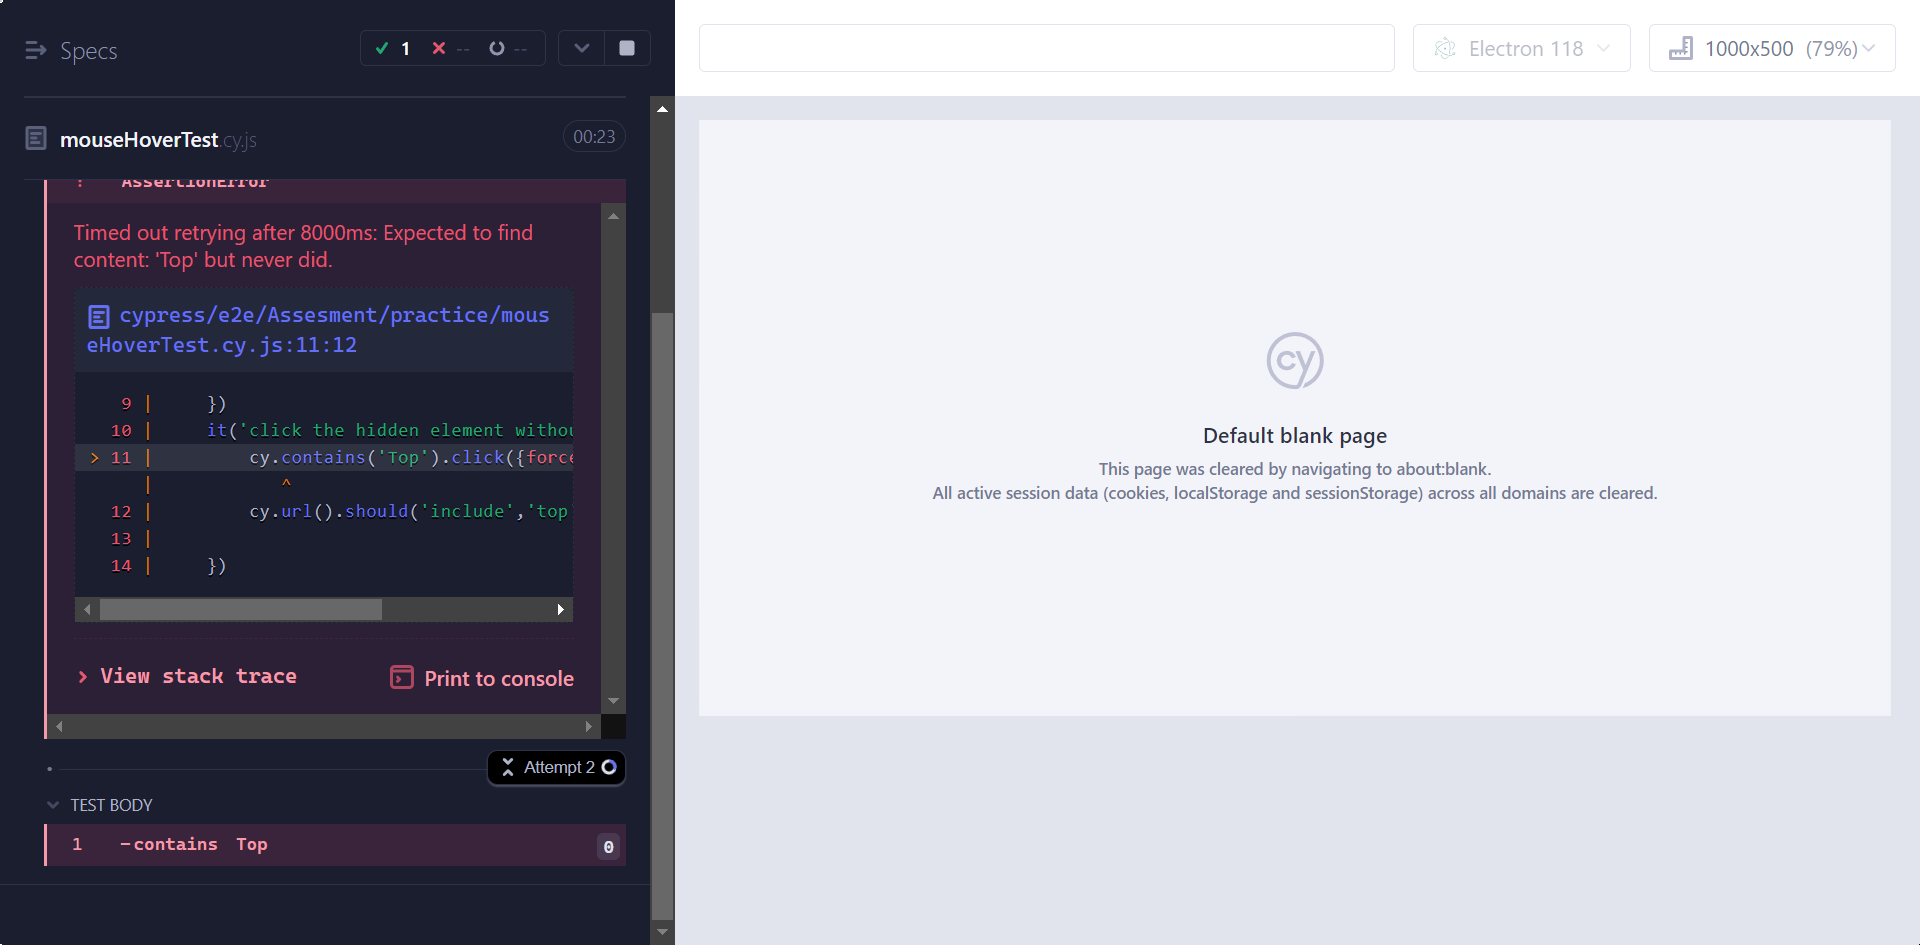 Specs
1 -- --
Electron 118
1000x500 (79%)
mouseHoverTest.cy.js
00:23
! AssertionError
Timed out retrying after 8000ms: Expected to find
content: 'Top' but never did.
cypress/e2e/Assesment/practice/mous
eHoverTest.cy.js:11:12
9 | })
10 | it('click the hidden element withou
> 11 | cy.contains('Top').click({force
| ^
12 | cy.url().should('include','top
13 |
14 | })
> View stack trace
Print to console
Attempt 2
TEST BODY
1 -contains Top 0
cy
Default blank page
This page was cleared by navigating to about:blank.
All active session data (cookies, localStorage and sessionStorage) across all domains are cleared.